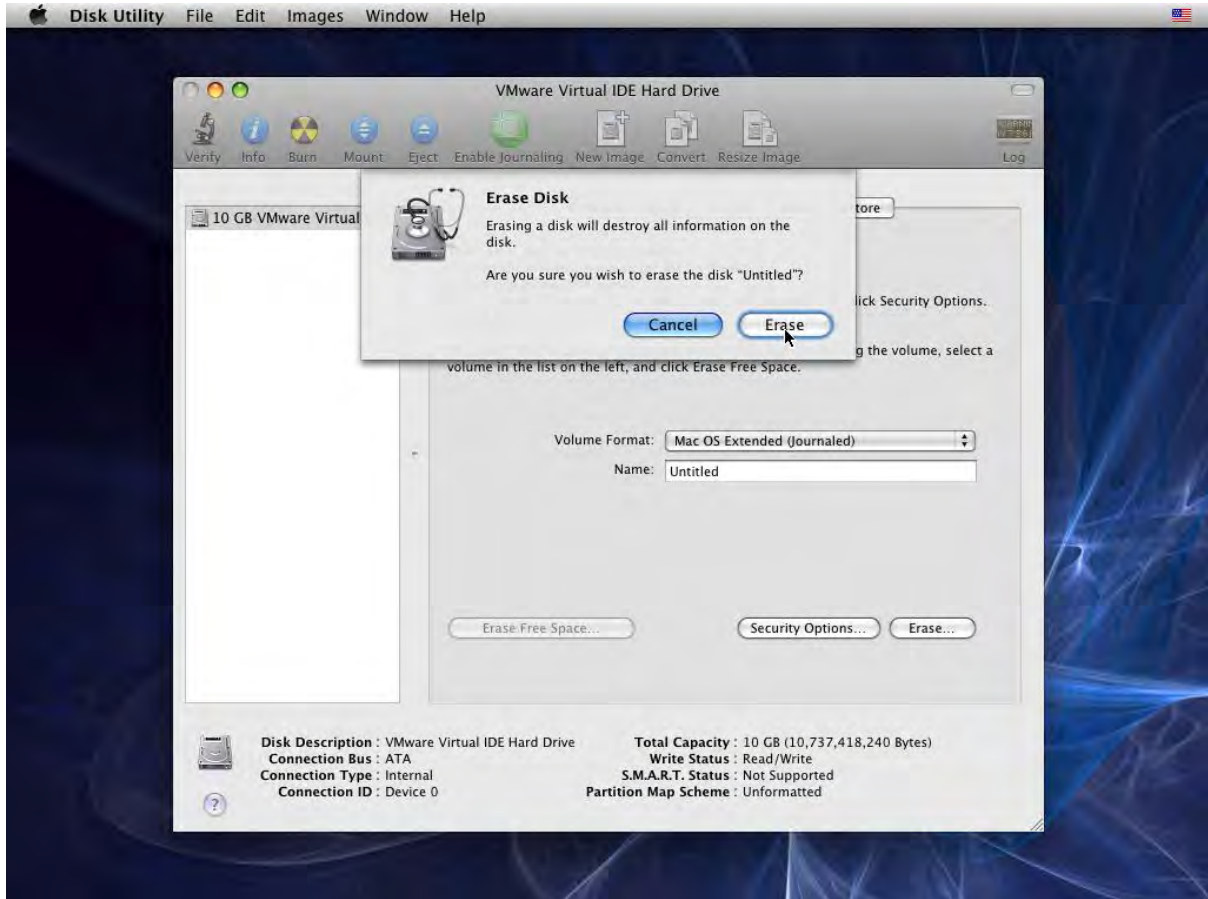 Disk Utility File Edit Images Window Help
VMware Virtual IDE Hard Drive
Verify Info Burn Mount Eject Enable Journaling New Image Convert Resize Image Log
10 GB VMware Virtual
tore
Erase Disk
Erasing a disk will destroy all information on the
disk.
Are you sure you wish to erase the disk “Untitled”?
lick Security Options.
Cancel Erase
g the volume, select a
volume in the list on the left, and click Erase Free Space.
Volume Format: Mac OS Extended (Journaled)
Name: Untitled
Erase Free Space... Security Options... Erase...
Disk Description : VMware Virtual IDE Hard Drive Total Capacity : 10 GB (10,737,418,240 Bytes)
Connection Bus : ATA Write Status : Read/Write
Connection Type : Internal S.M.A.R.T. Status : Not Supported
Connection ID : Device 0 Partition Map Scheme : Unformatted
?